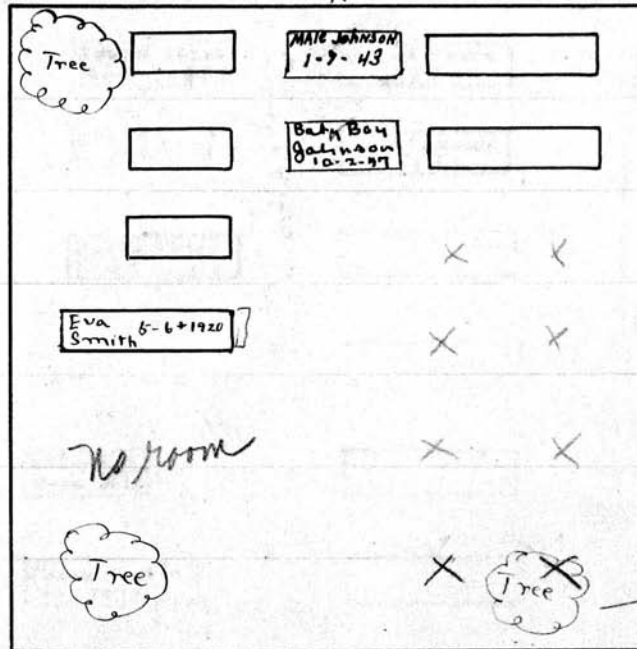 Tree
MALE JOHNSON
1-9-43
Baby Boy
Johnson
10-2-47
Eva 5-6+1920
Smith
No room
Tree
Tree